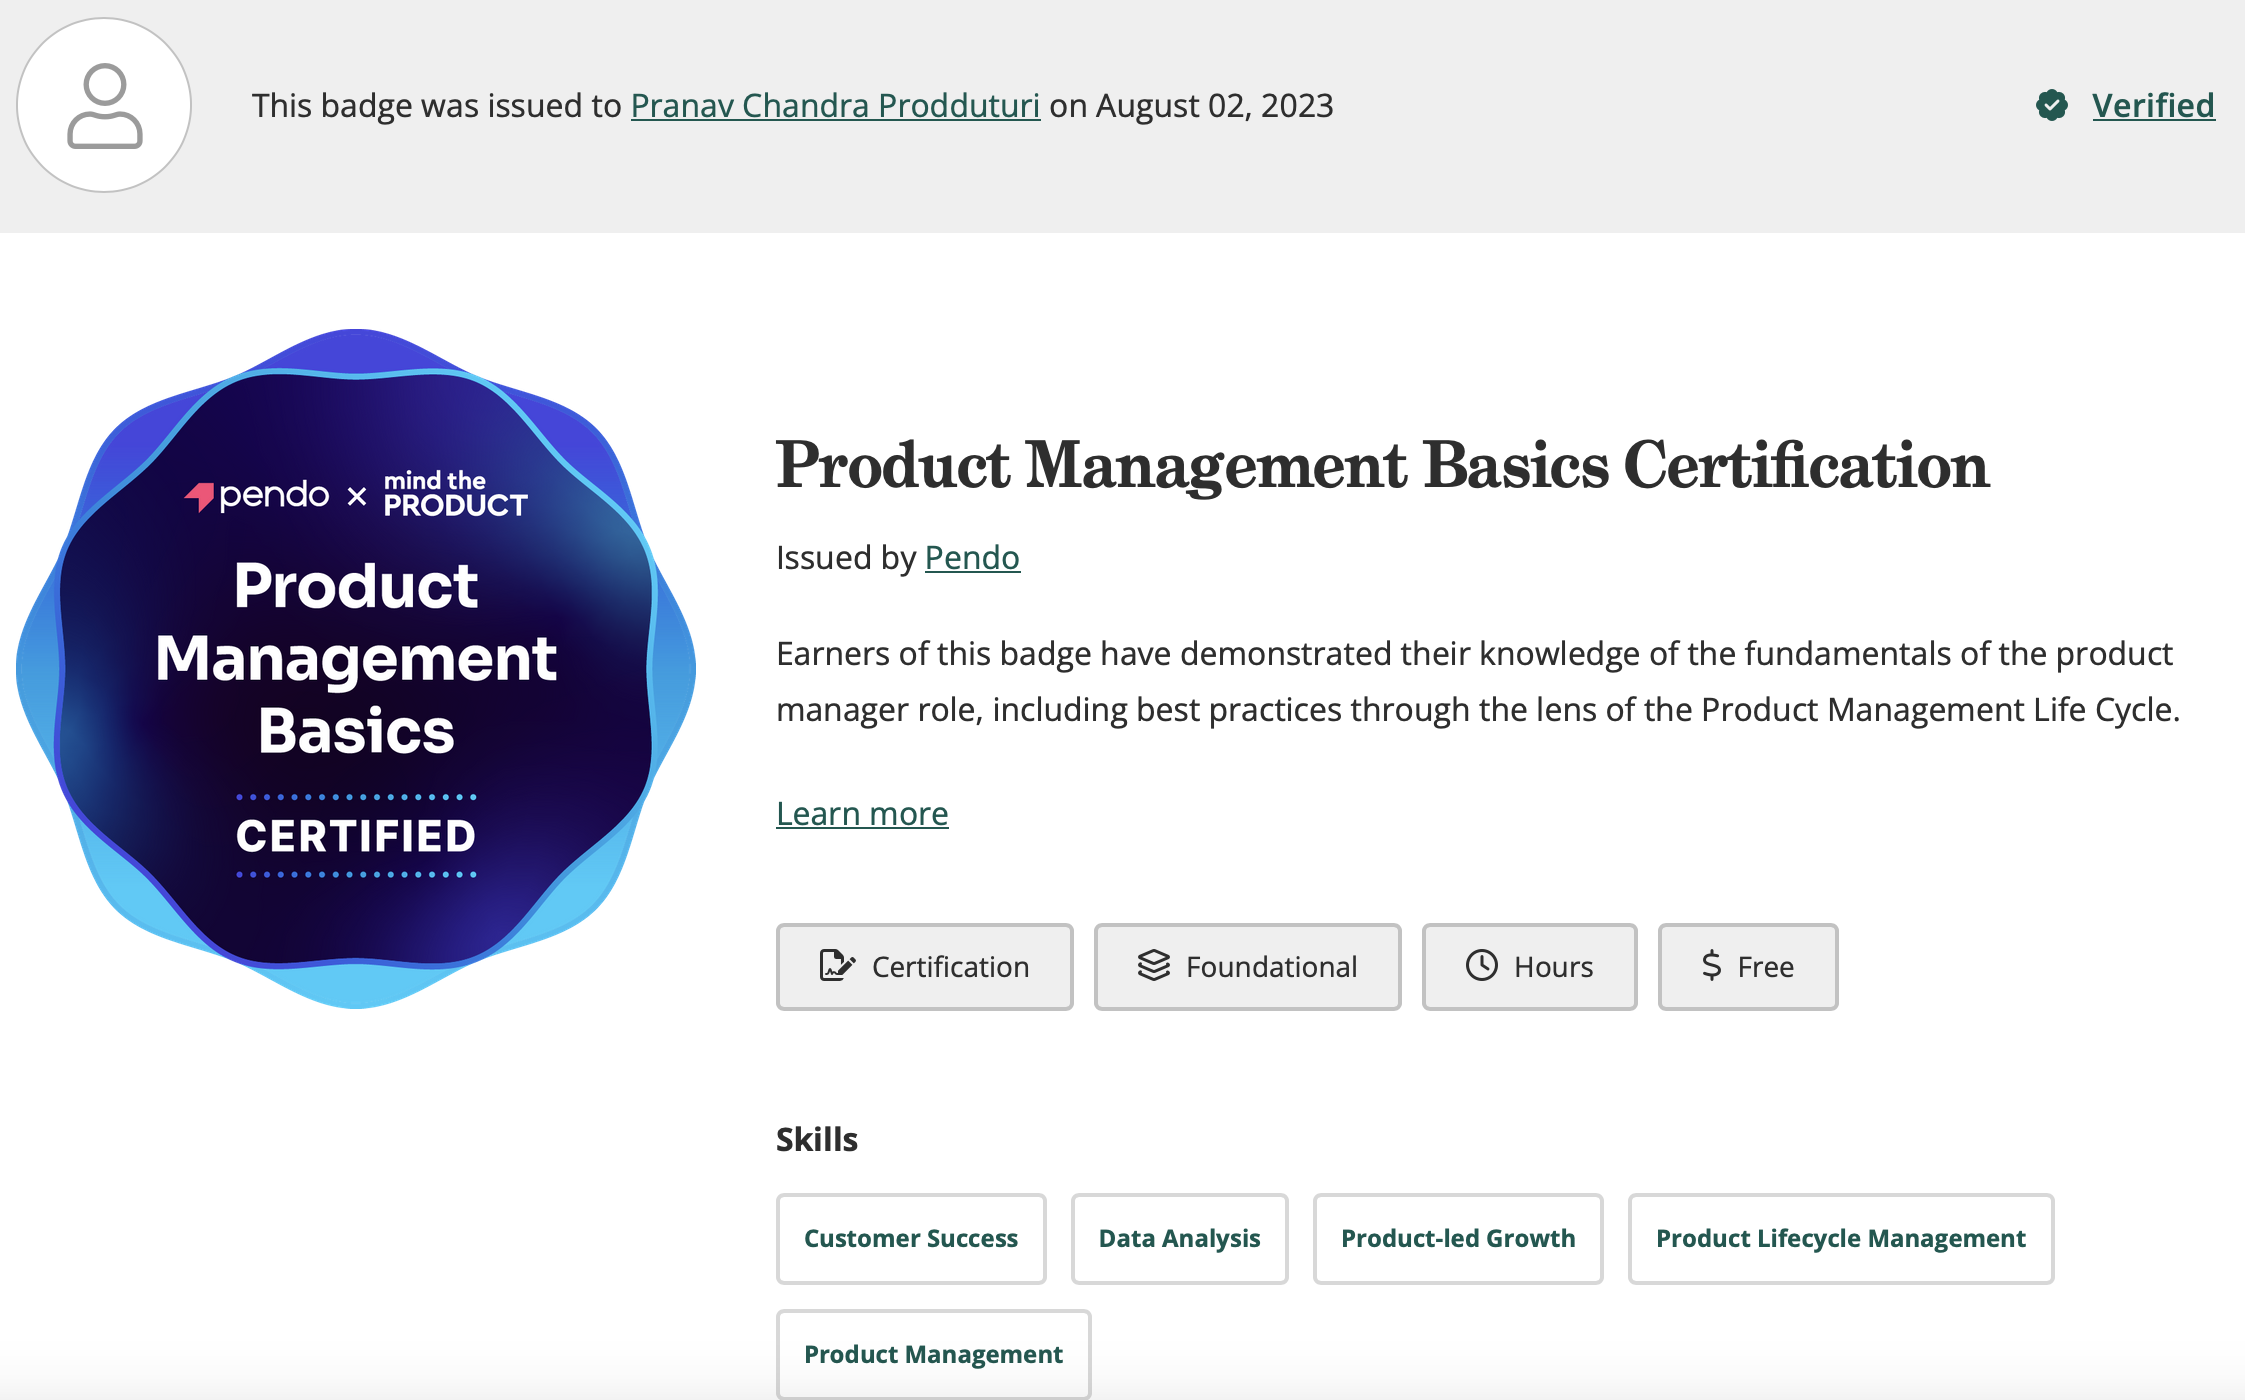 This badge was issued to Pranav Chandra Prodduturi on August 02, 2023
Verified
pendo × mind the PRODUCT
Product
Management
Basics
CERTIFIED
Product Management Basics Certification
Issued by Pendo
Earners of this badge have demonstrated their knowledge of the fundamentals of the product
manager role, including best practices through the lens of the Product Management Life Cycle.
Learn more
Certification
Foundational
Hours
$ Free
Skills
Customer Success
Data Analysis
Product-led Growth
Product Lifecycle Management
Product Management